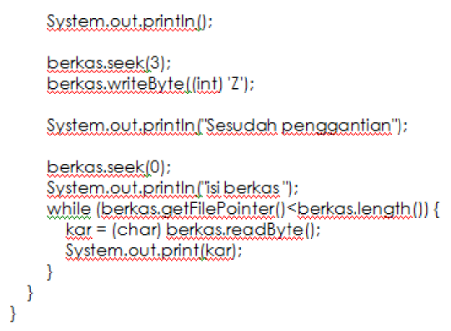 System.out.println();
berkas.seek(3);
berkas.writeByte((int) 'Z');
System.out.println("Sesudah penggantian");
berkas.seek(0);
System.out.println("isi berkas ");
while (berkas.getFilePointer()<berkas.length()) {
kar = (char) berkas.readByte();
System.out.print(kar);
}
}
}